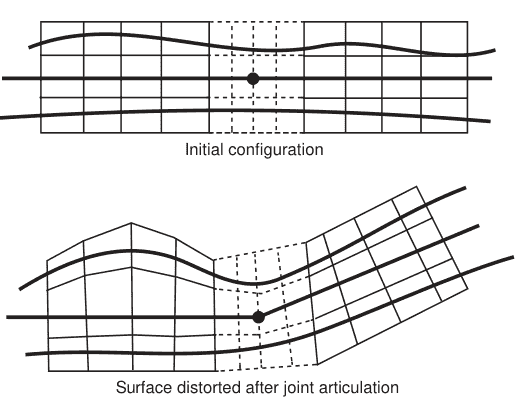 Initial configuration
Surface distorted after joint articulation